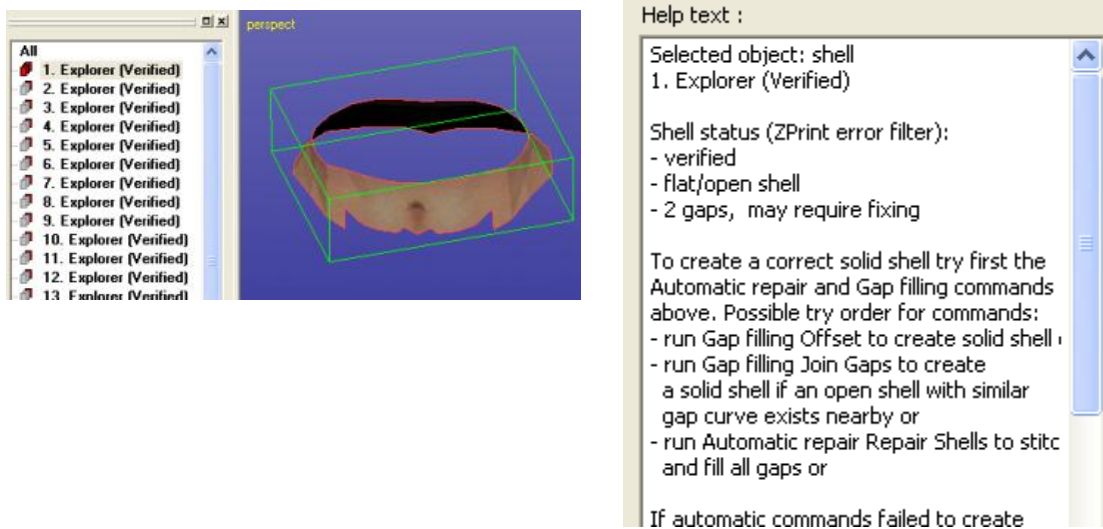 perspect
All
1. Explorer (Verified)
2. Explorer (Verified)
3. Explorer (Verified)
4. Explorer (Verified)
5. Explorer (Verified)
6. Explorer (Verified)
7. Explorer (Verified)
8. Explorer (Verified)
9. Explorer (Verified)
10. Explorer (Verified)
11. Explorer (Verified)
12. Explorer (Verified)
13. Explorer (Verified)
Help text :
Selected object: shell
1. Explorer (Verified)
Shell status (ZPrint error filter):
- verified
- flat/open shell
- 2 gaps, may require fixing
To create a correct solid shell try first the
Automatic repair and Gap filling commands
above. Possible try order for commands:
- run Gap filling Offset to create solid shell
- run Gap filling Join Gaps to create
a solid shell if an open shell with similar
gap curve exists nearby or
- run Automatic repair Repair Shells to stitc
and fill all gaps or
If automatic commands failed to create